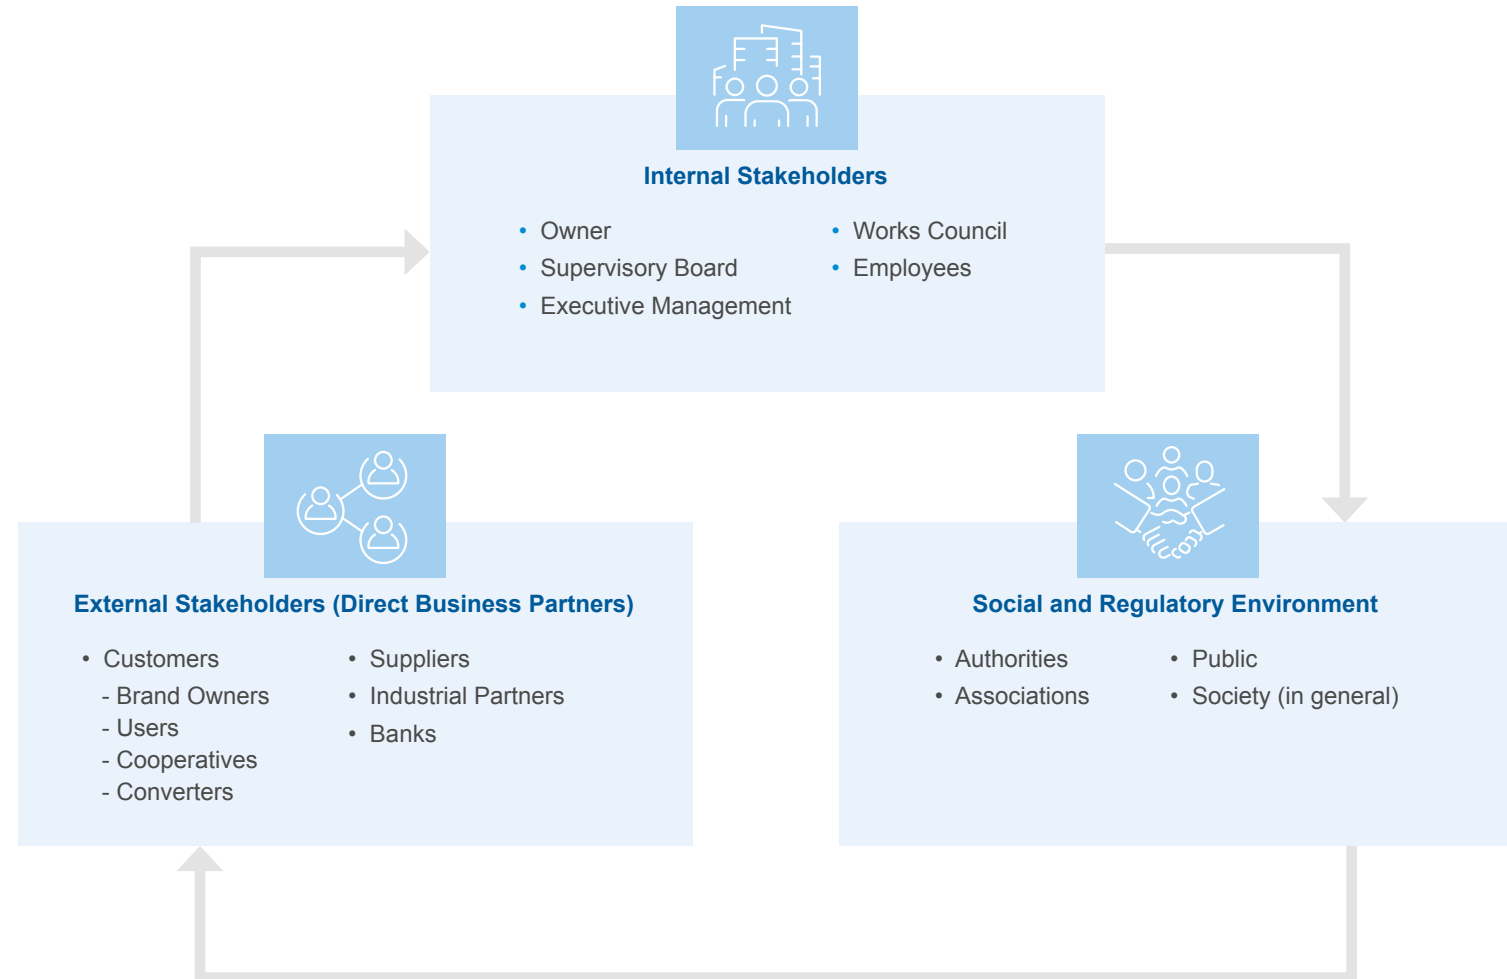 Internal Stakeholders
• Owner
• Supervisory Board
• Executive Management
• Works Council
• Employees
External Stakeholders (Direct Business Partners)
• Customers
- Brand Owners
- Users
- Cooperatives
- Converters
• Suppliers
• Industrial Partners
• Banks
Social and Regulatory Environment
• Authorities
• Associations
• Public
• Society (in general)